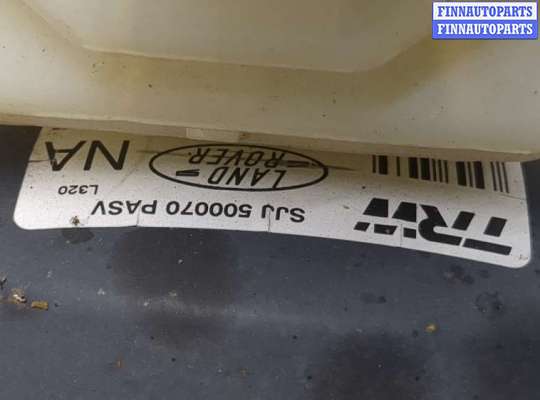 FINNAUTOPARTS
FINNAUTOPARTS
TRW
SJJ 500070 PASV
LAND
ROVER
NA
L320